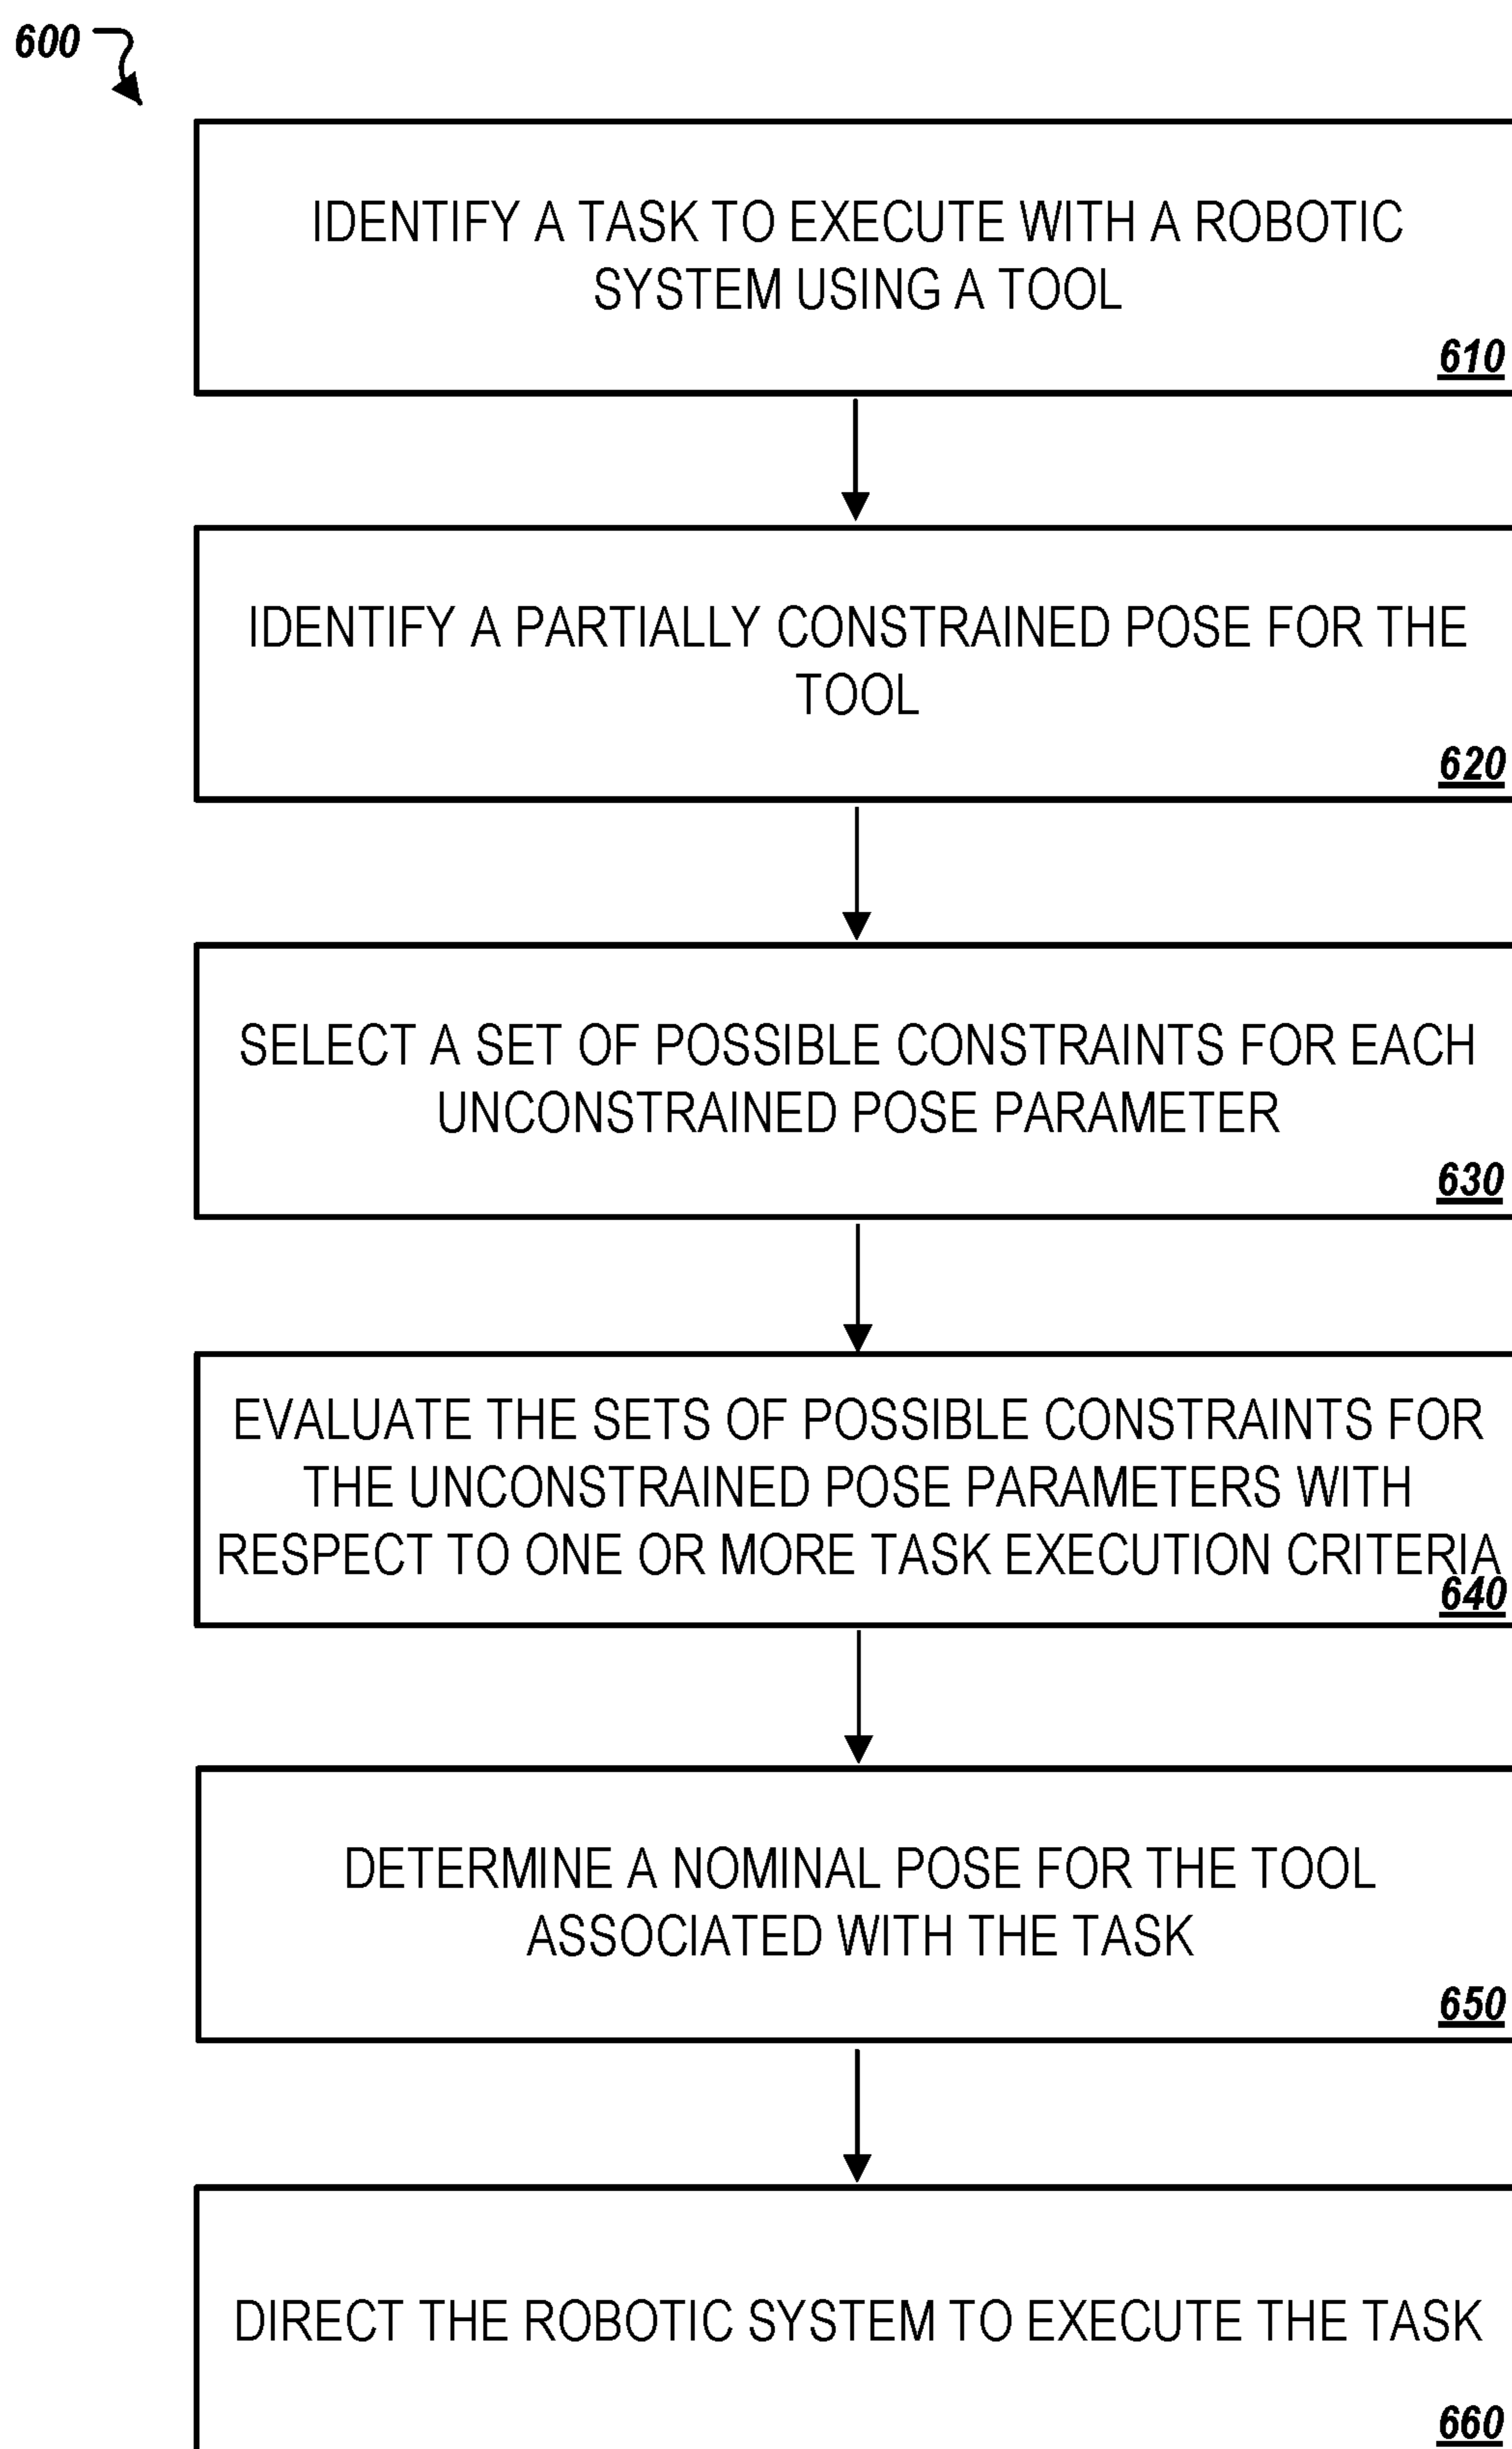 600
IDENTIFY A TASK TO EXECUTE WITH A ROBOTIC
SYSTEM USING A TOOL
610
IDENTIFY A PARTIALLY CONSTRAINED POSE FOR THE
TOOL
620
SELECT A SET OF POSSIBLE CONSTRAINTS FOR EACH
UNCONSTRAINED POSE PARAMETER
630
EVALUATE THE SETS OF POSSIBLE CONSTRAINTS FOR
THE UNCONSTRAINED POSE PARAMETERS WITH
RESPECT TO ONE OR MORE TASK EXECUTION CRITERIA
640
DETERMINE A NOMINAL POSE FOR THE TOOL
ASSOCIATED WITH THE TASK
650
DIRECT THE ROBOTIC SYSTEM TO EXECUTE THE TASK
660